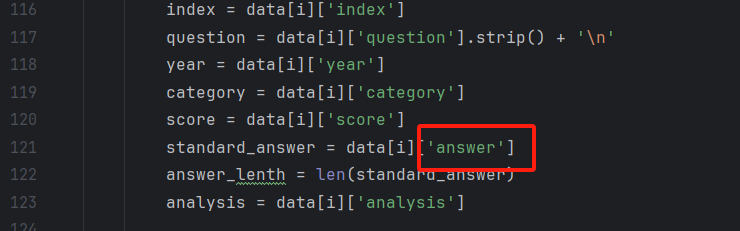 116 index = data[i]['index']
117 question = data[i]['question'].strip() + '\n'
118 year = data[i]['year']
119 category = data[i]['category']
120 score = data[i]['score']
121 standard_answer = data[i]['answer']
122 answer_lenth = len(standard_answer)
123 analysis = data[i]['analysis']
124